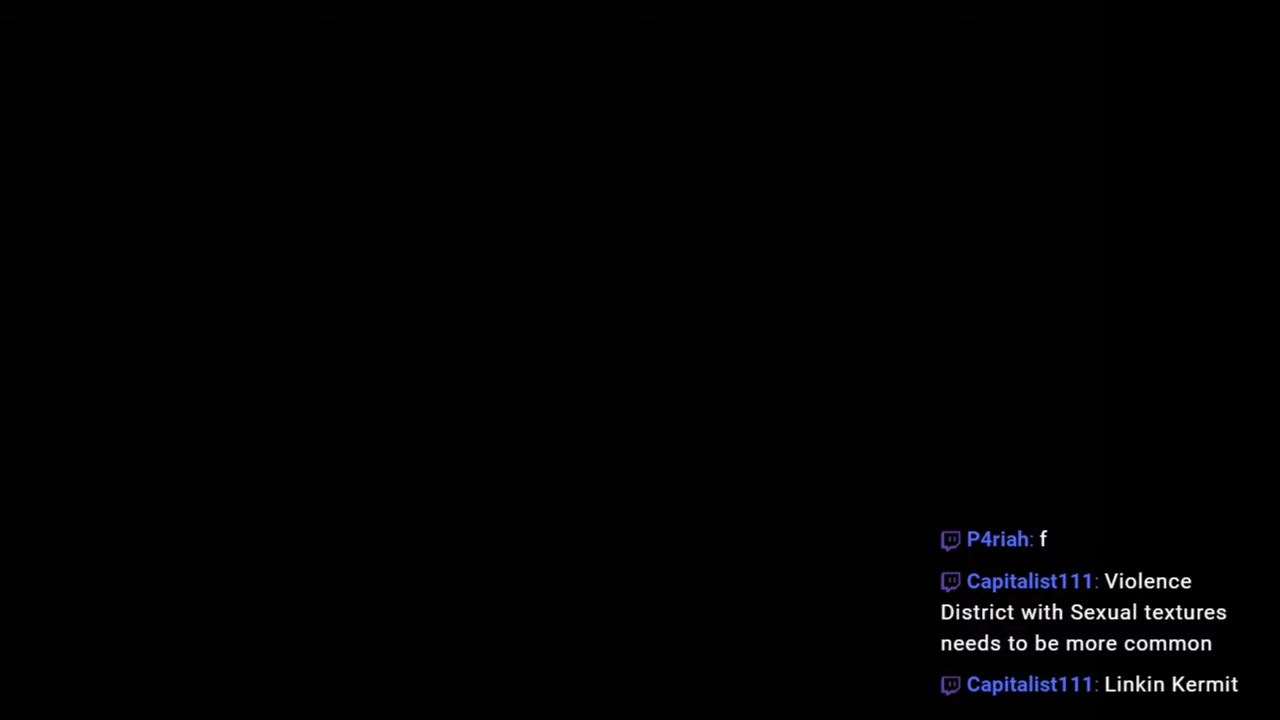 P4riah: f
Capitalist111: Violence
District with Sexual textures
needs to be more common
Capitalist111: Linkin Kermit